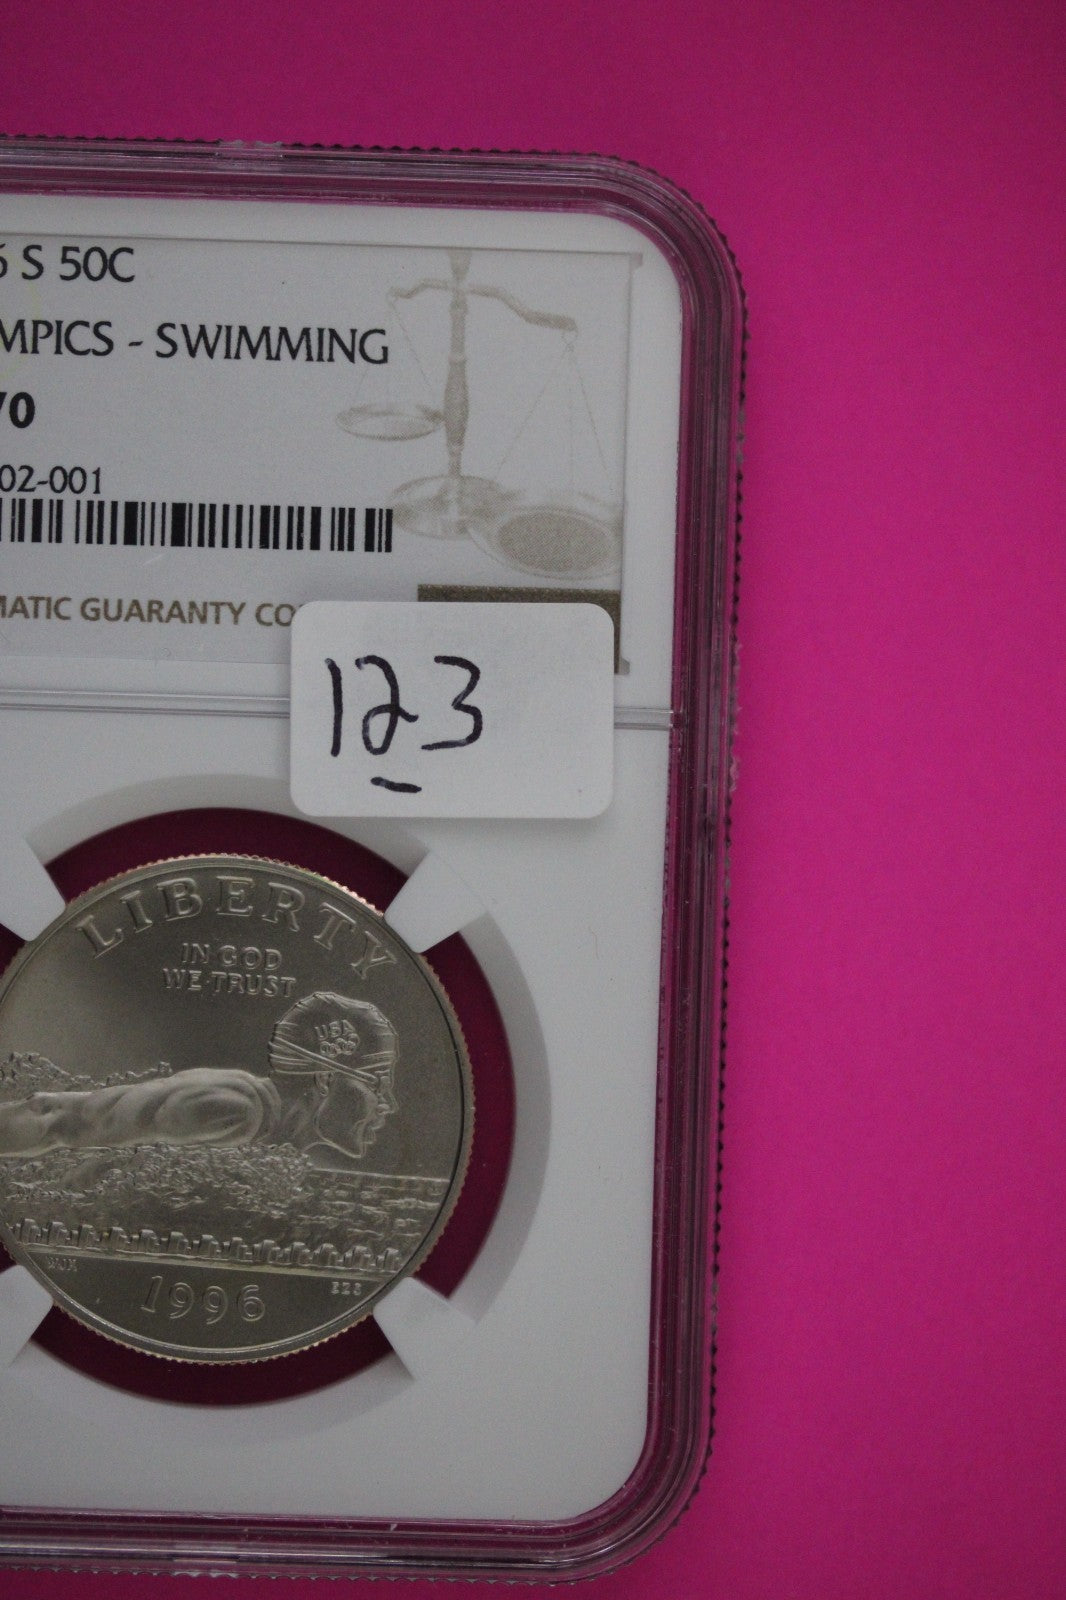 6 S 50C
MPICS - SWIMMING
70
02-001
MATIC GUARANTY CO
123
LIBERTY
IN GOD
WE TRUST
USA
1996